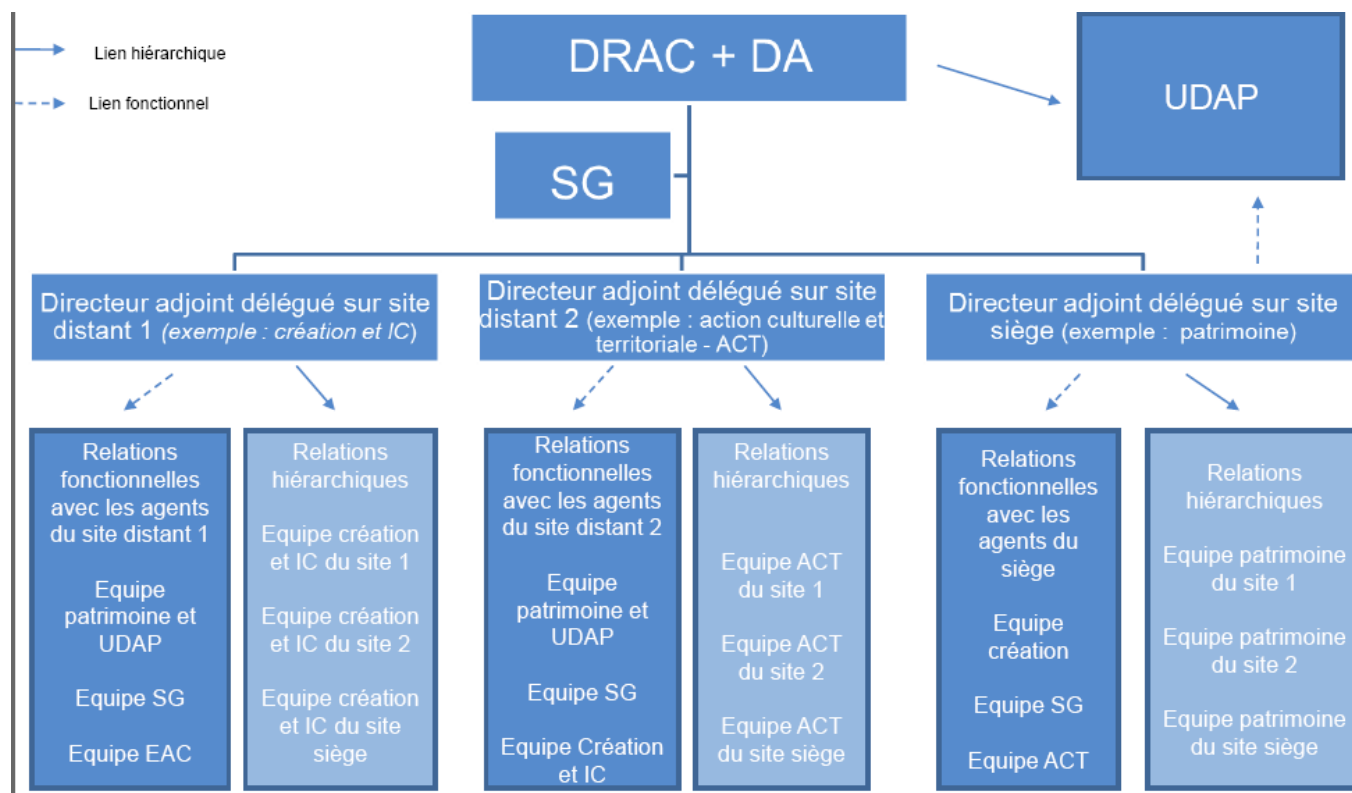 Lien hiérarchique
Lien fonctionnel
DRAC + DA
UDAP
SG
Directeur adjoint délégué sur site
distant 1 (exemple : création et IC)
Directeur adjoint délégué sur site
distant 2 (exemple : action culturelle et
territoriale - ACT)
Directeur adjoint délégué sur site
siège (exemple : patrimoine)
Relations
fonctionnelles
avec les agents
du site distant 1
Equipe
patrimoine et
UDAP
Equipe SG
Equipe EAC
Relations
hiérarchiques
Equipe création
et IC du site 1
Equipe création
et IC du site 2
Equipe création
et IC du site
siège
Relations
fonctionnelles
avec les agents
du site distant 2
Equipe
patrimoine et
UDAP
Equipe SG
Equipe Création
et IC
Relations
hiérarchiques
Equipe ACT
du site 1
Equipe ACT
du site 2
Equipe ACT
du site siège
Relations
fonctionnelles
avec les
agents du
siège
Equipe
création
Equipe SG
Equipe ACT
Relations
hiérarchiques
Equipe patrimoine
du site 1
Equipe patrimoine
du site 2
Equipe patrimoine
du site siège